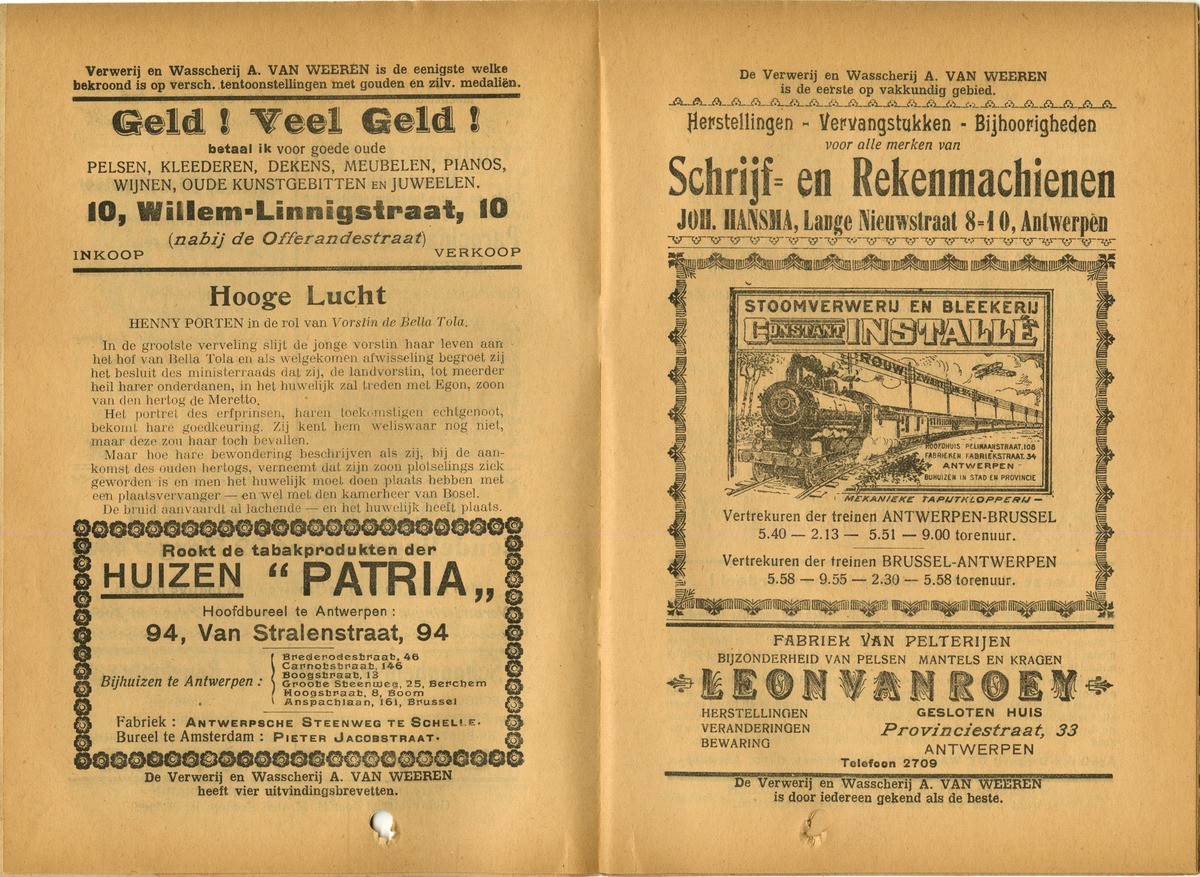 Verwerij en Wasscherij A. VAN WEEREN is de eenigste welke
bekroond is op versch. tentoonstellingen met gouden en zilv. medaliën.
Geld ! Veel Geld !
betaal ik voor goede oude
PELSEN, KLEEDEREN, DEKENS, MEUBELEN, PIANOS,
WIJNEN, OUDE KUNSTGEBITTEN EN JUWEELEN.
10, Willem-Linnigstraat, 10
(nabij de Offerandestraat)
INKOOP VERKOOP
Hooge Lucht
HENNY PORTEN in de rol van Vorstin de Bella Tola.
In de grootste verveling slijt de jonge vorstin haar leven aan
het hof van Bella Tola en als welgekomen afwisseling begroet zij
het besluit des ministerraads dat zij, de landvorstin, tot meerder
heil harer onderdanen, in het huwelijk zal treden met Egon, zoon
van den hertog de Meretto.
Het portret des erfprinsen, haren toekomstigen echtgenoot,
bekomt hare goedkeuring. Zij kent hem weliswaar nog niet,
maar deze zou haar toch bevallen.
Maar hoe hare bewondering beschrijven als zij, bij de aan-
komst des ouden hertogs, verneemt dat zijn zoon plotselings ziek
geworden is en men het huwelijk moet doen plaats hebben met
een plaatsvervanger — en wel met den kamerheer van Bosel.
De bruid aanvaardt al lachende — en het huwelijk heeft plaats.
Rookt de tabakprodukten der
HUIZEN “ PATRIA „
Hoofdbureel te Antwerpen :
94, Van Stralenstraat, 94
Bijhuizen te Antwerpen :
Brederodestraat, 46
Carnotstraat, 146
Boogstraat, 13
Groote Steenweg, 25, Berchem
Hoogstraat, 8, Boom
Anspachlaan, 161, Brussel
Fabriek : ANTWERPSCHE STEENWEG TE SCHELLE.
Bureel te Amsterdam : PIETER JACOBSTRAAT.
De Verwerij en Wasscherij A. VAN WEEREN
heeft vier uitvindingsbrevetten.
De Verwerij en Wasscherij A. VAN WEEREN
is de eerste op vakkundig gebied.
Herstellingen - Vervangstukken - Bijhoorigheden
voor alle merken van
Schrijf= en Rekenmachienen
JOH. HANSMA, Lange Nieuwstraat 8=10, Antwerpen
STOOMVERWERIJ EN BLEEKERIJ
CONSTANT INSTALLÉ
ROUW ZWART IN 24
HOOFDHUIS PELIKAANSTRAAT, 108
FABRIEKEN. FABRIEKSTRAAT. 34
ANTWERPEN -
BIJHUIZEN IN STAD EN PROVINCIE
MEKANIEKE TAPIJTKLOPPERIJ -
Vertrekuren der treinen ANTWERPEN-BRUSSEL
5.40 — 2.13 — 5.51 — 9.00 torenuur.
Vertrekuren der treinen BRUSSEL-ANTWERPEN
5.58 — 9.55 — 2.30 — 5.58 torenuur.
FABRIEK VAN PELTERIJEN
BIJZONDERHEID VAN PELSEN MANTELS EN KRAGEN
LEON VAN ROEY
HERSTELLINGEN GESLOTEN HUIS
VERANDERINGEN Provinciestraat, 33
BEWARING ANTWERPEN
Telefoon 2709
De Verwerij en Wasscherij A. VAN WEEREN
is door iedereen gekend als de beste.